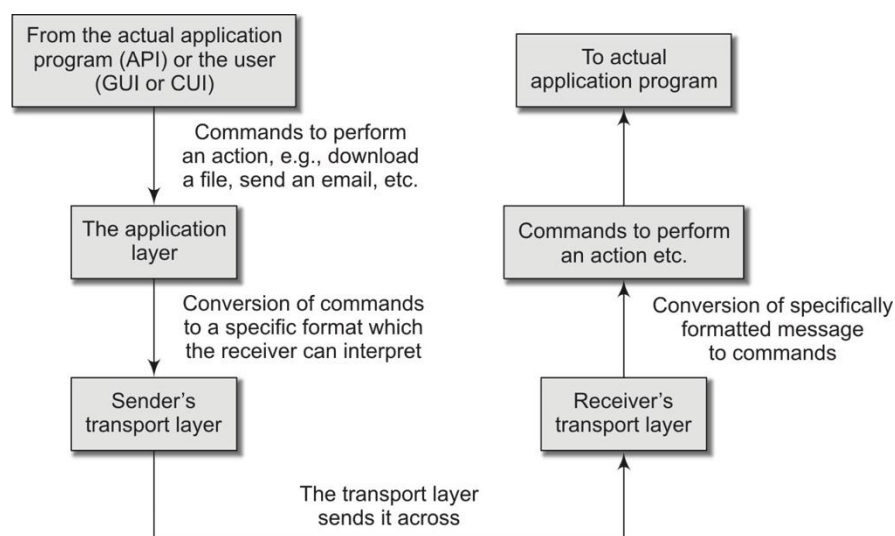 From the actual application
program (API) or the user
(GUI or CUI)
Commands to perform
an action, e.g., download
a file, send an email, etc.
The application
layer
Conversion of commands
to a specific format which
the receiver can interpret
Sender's
transport layer
The transport layer
sends it across
Receiver's
transport layer
Conversion of specifically
formatted message
to commands
Commands to perform
an action etc.
To actual
application program